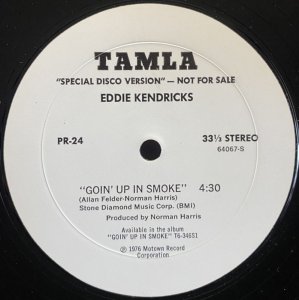 TAMLA
"SPECIAL DISCO VERSION" — NOT FOR SALE
EDDIE KENDRICKS
PR-24
33⅓ STEREO
64067-S
"GOIN' UP IN SMOKE" 4:30
(Allan Felder-Norman Harris)
Stone Diamond Music Corp. (BMI)
Produced by Norman Harris
Available in the album
"GOIN' UP IN SMOKE" T6-346S1
℗ 1976 Motown Record
Corporation